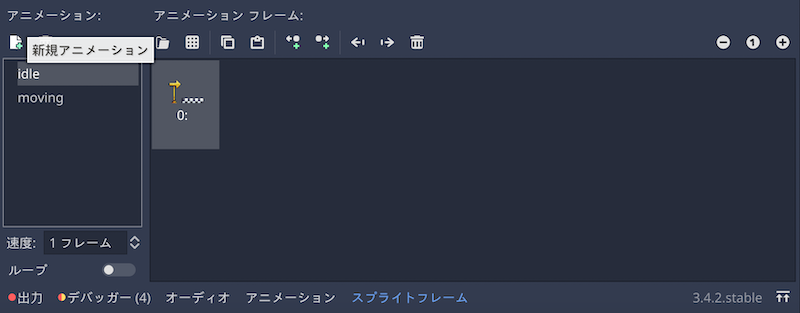 アニメーション:
アニメーション フレーム:
新規アニメーション
1
idle
moving
0:
速度: 1 フレーム
ループ
出力 デバッガー (4) オーディオ アニメーション スプライトフレーム 3.4.2.stable